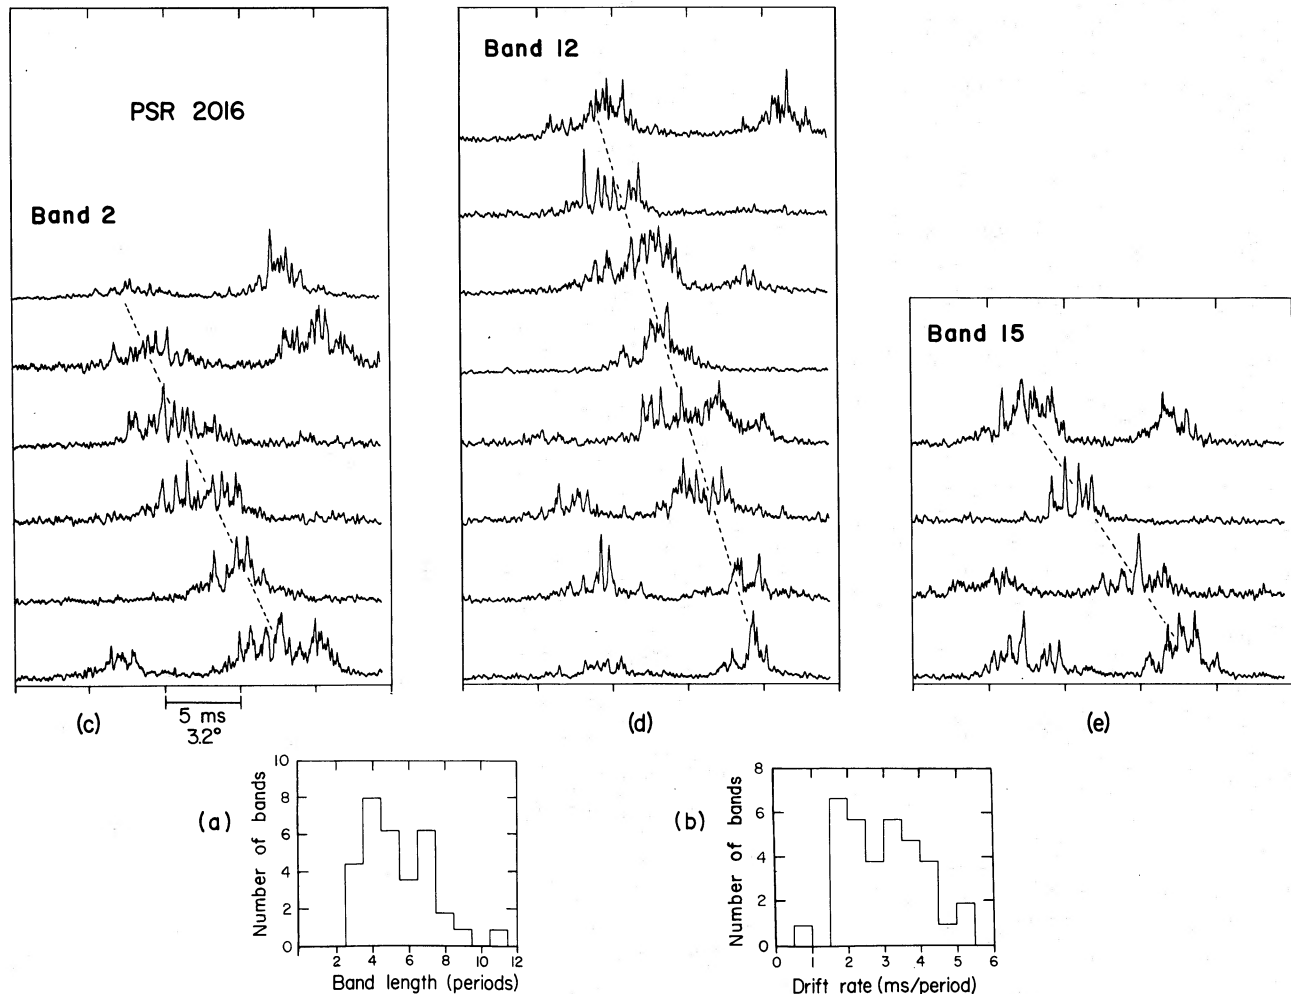 PSR 2016
Band 2
Band 12
Band 15
(c)
5 ms
3.2°
(d)
(e)
(a)
Number of bands
10
8
6
4
2
0
2 4 6 8 10 12
Band length (periods)
(b)
Number of bands
8
6
4
2
0
0 1 2 3 4 5 6
Drift rate (ms/period)